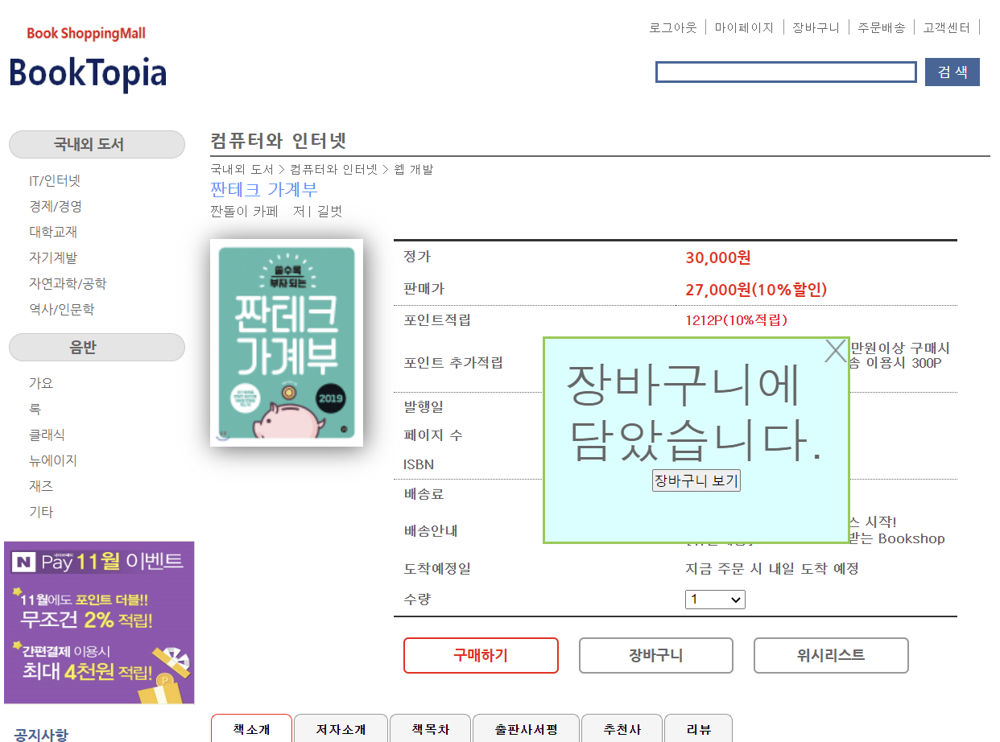 Book ShoppingMall
BookTopia
로그아웃 마이페이지 장바구니 주문배송 고객센터
검 색
국내외 도서
IT/인터넷
경제/경영
대학교재
자기계발
자연과학/공학
역사/인문학
음반
가요
록
클래식
뉴에이지
재즈
기타
N Pay 11월 이벤트
11월에도 포인트 더블!!
무조건 2% 적립!
간편결제 이용시
최대 4천원 적립!
공지사항
컴퓨터와 인터넷
국내외 도서 > 컴퓨터와 인터넷 > 웹 개발
짠테크 가계부
짠돌이 카페 저| 길벗
쓸수록
부자 되는
짠테크
가계부
2019
정가 30,000원
판매가 27,000원(10%할인)
포인트적립 1212P(10%적립)
포인트 추가적립
만원이상 구매시
송 이용시 300P
발행일
페이지 수
ISBN
배송료
배송안내
스 시작!
받는 Bookshop
도착예정일 지금 주문 시 내일 도착 예정
수량 1
장바구니에
담았습니다.
장바구니 보기
구매하기 장바구니 위시리스트
책소개 저자소개 책목차 출판사서평 추천사 리뷰